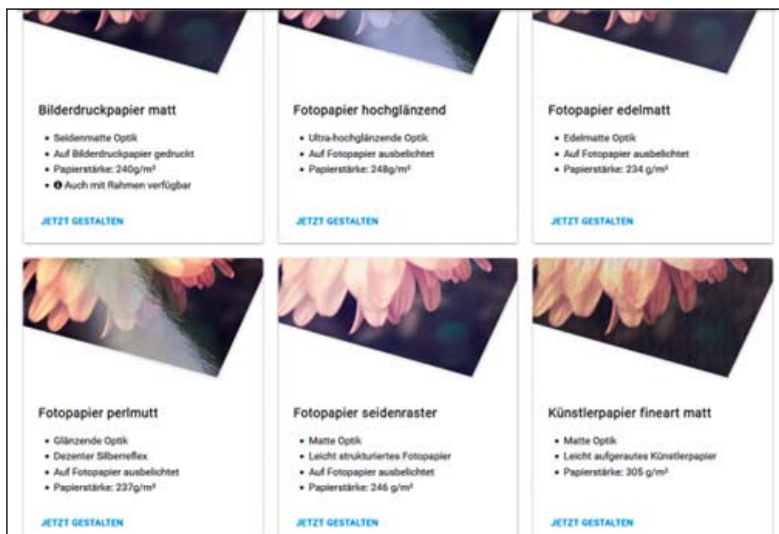 Bilderdruckpapier matt
Seidenmatte Optik
Auf Bilderdruckpapier gedruckt
Papierstärke: 240g/m²
Auch mit Rahmen verfügbar
JETZT GESTALTEN
Fotopapier hochglänzend
Ultra-hochglänzende Optik
Auf Fotopapier ausbelichtet
Papierstärke: 248g/m²
JETZT GESTALTEN
Fotopapier edelmatt
Edelmatte Optik
Auf Fotopapier ausbelichtet
Papierstärke: 234 g/m²
JETZT GESTALTEN
Fotopapier perlmutt
Glänzende Optik
Dezenter Silberreflex
Auf Fotopapier ausbelichtet
Papierstärke: 237g/m²
JETZT GESTALTEN
Fotopapier seidenraster
Matte Optik
Leicht strukturiertes Fotopapier
Auf Fotopapier ausbelichtet
Papierstärke: 246 g/m²
JETZT GESTALTEN
Künstlerpapier fineart matt
Matte Optik
Leicht aufgerautes Künstlerpapier
Papierstärke: 305 g/m²
JETZT GESTALTEN